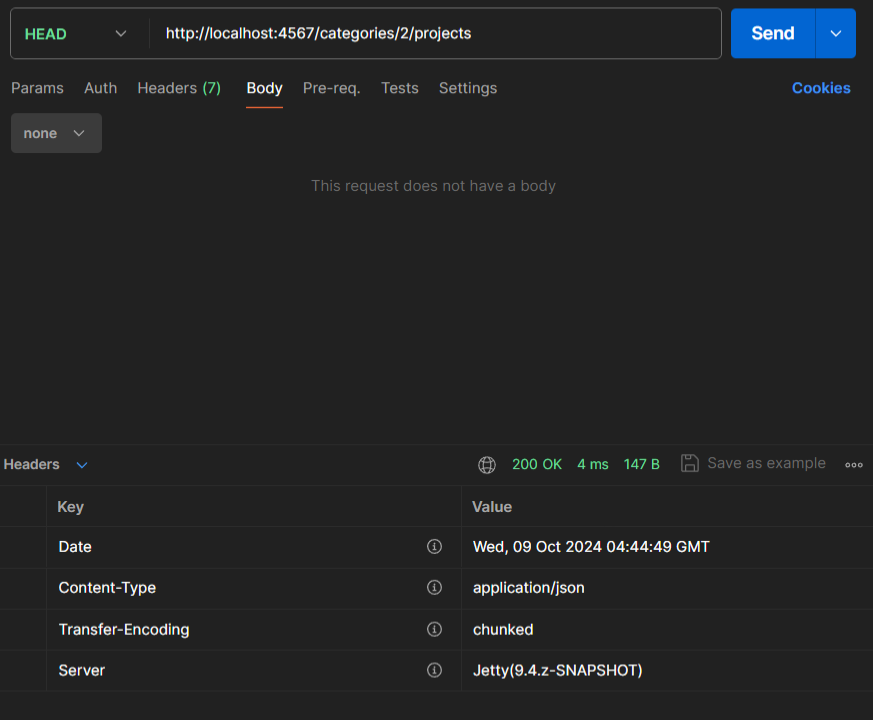 HEAD http://localhost:4567/categories/2/projects Send
Params Auth Headers (7) Body Pre-req. Tests Settings Cookies
none
This request does not have a body
Headers 200 OK 4 ms 147 B Save as example
Key Value
Date Wed, 09 Oct 2024 04:44:49 GMT
Content-Type application/json
Transfer-Encoding chunked
Server Jetty(9.4.z-SNAPSHOT)